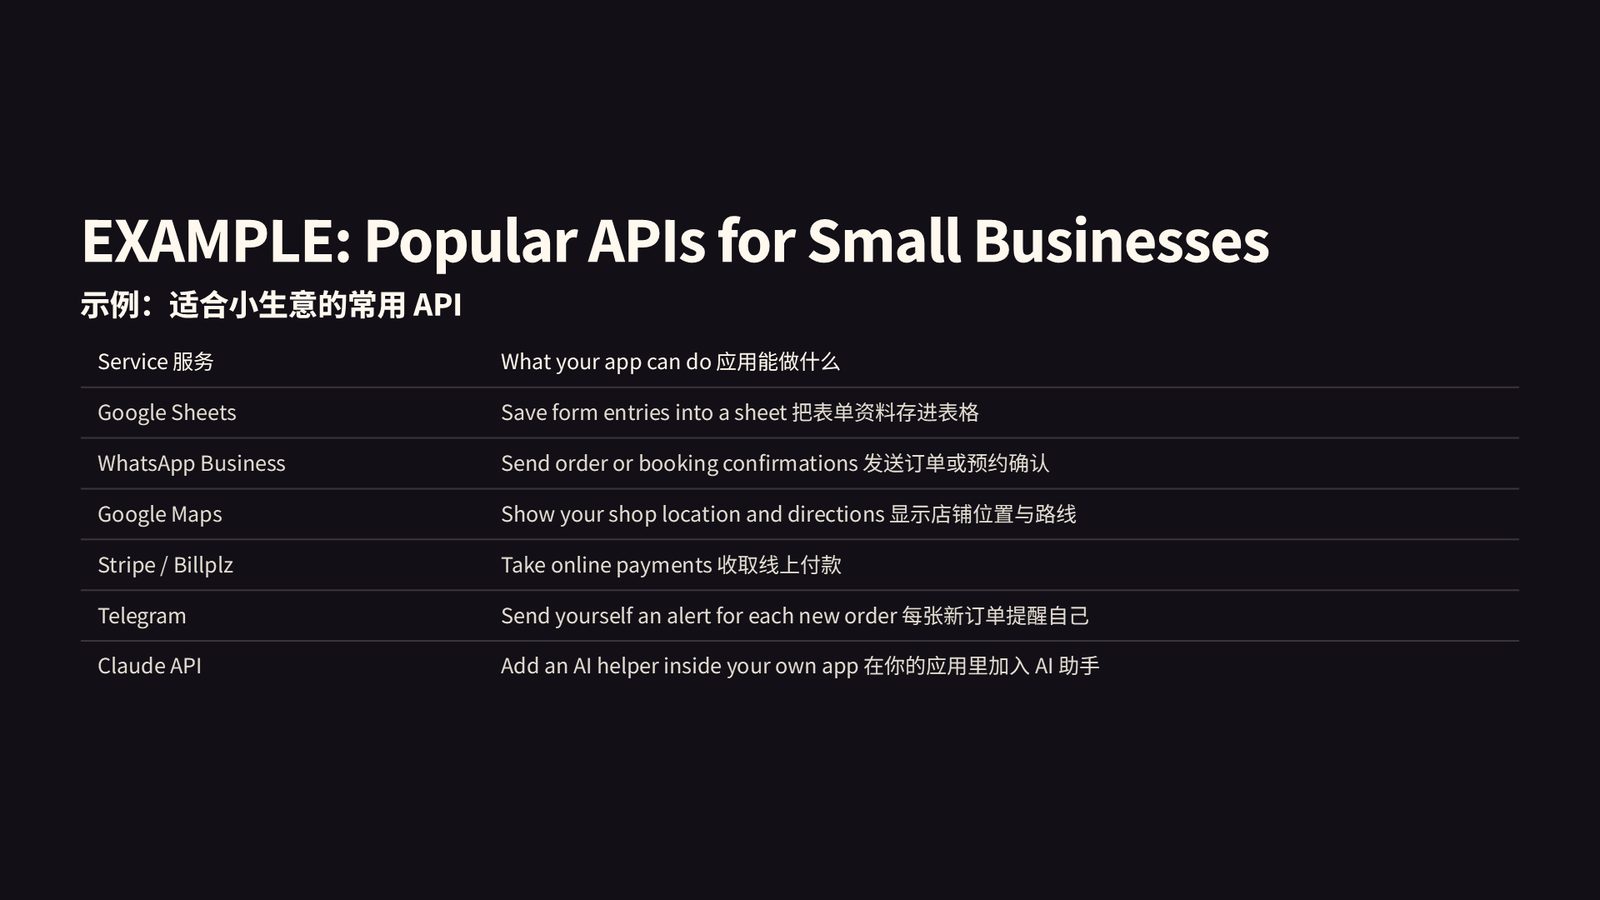 EXAMPLE: Popular APIs for Small Businesses
示例：适合小生意的常用 API
Service 服务 What your app can do 应用能做什么
Google Sheets Save form entries into a sheet 把表单资料存进表格
WhatsApp Business Send order or booking confirmations 发送订单或预约确认
Google Maps Show your shop location and directions 显示店铺位置与路线
Stripe / Billplz Take online payments 收取线上付款
Telegram Send yourself an alert for each new order 每张新订单提醒自己
Claude API Add an AI helper inside your own app 在你的应用里加入 AI 助手